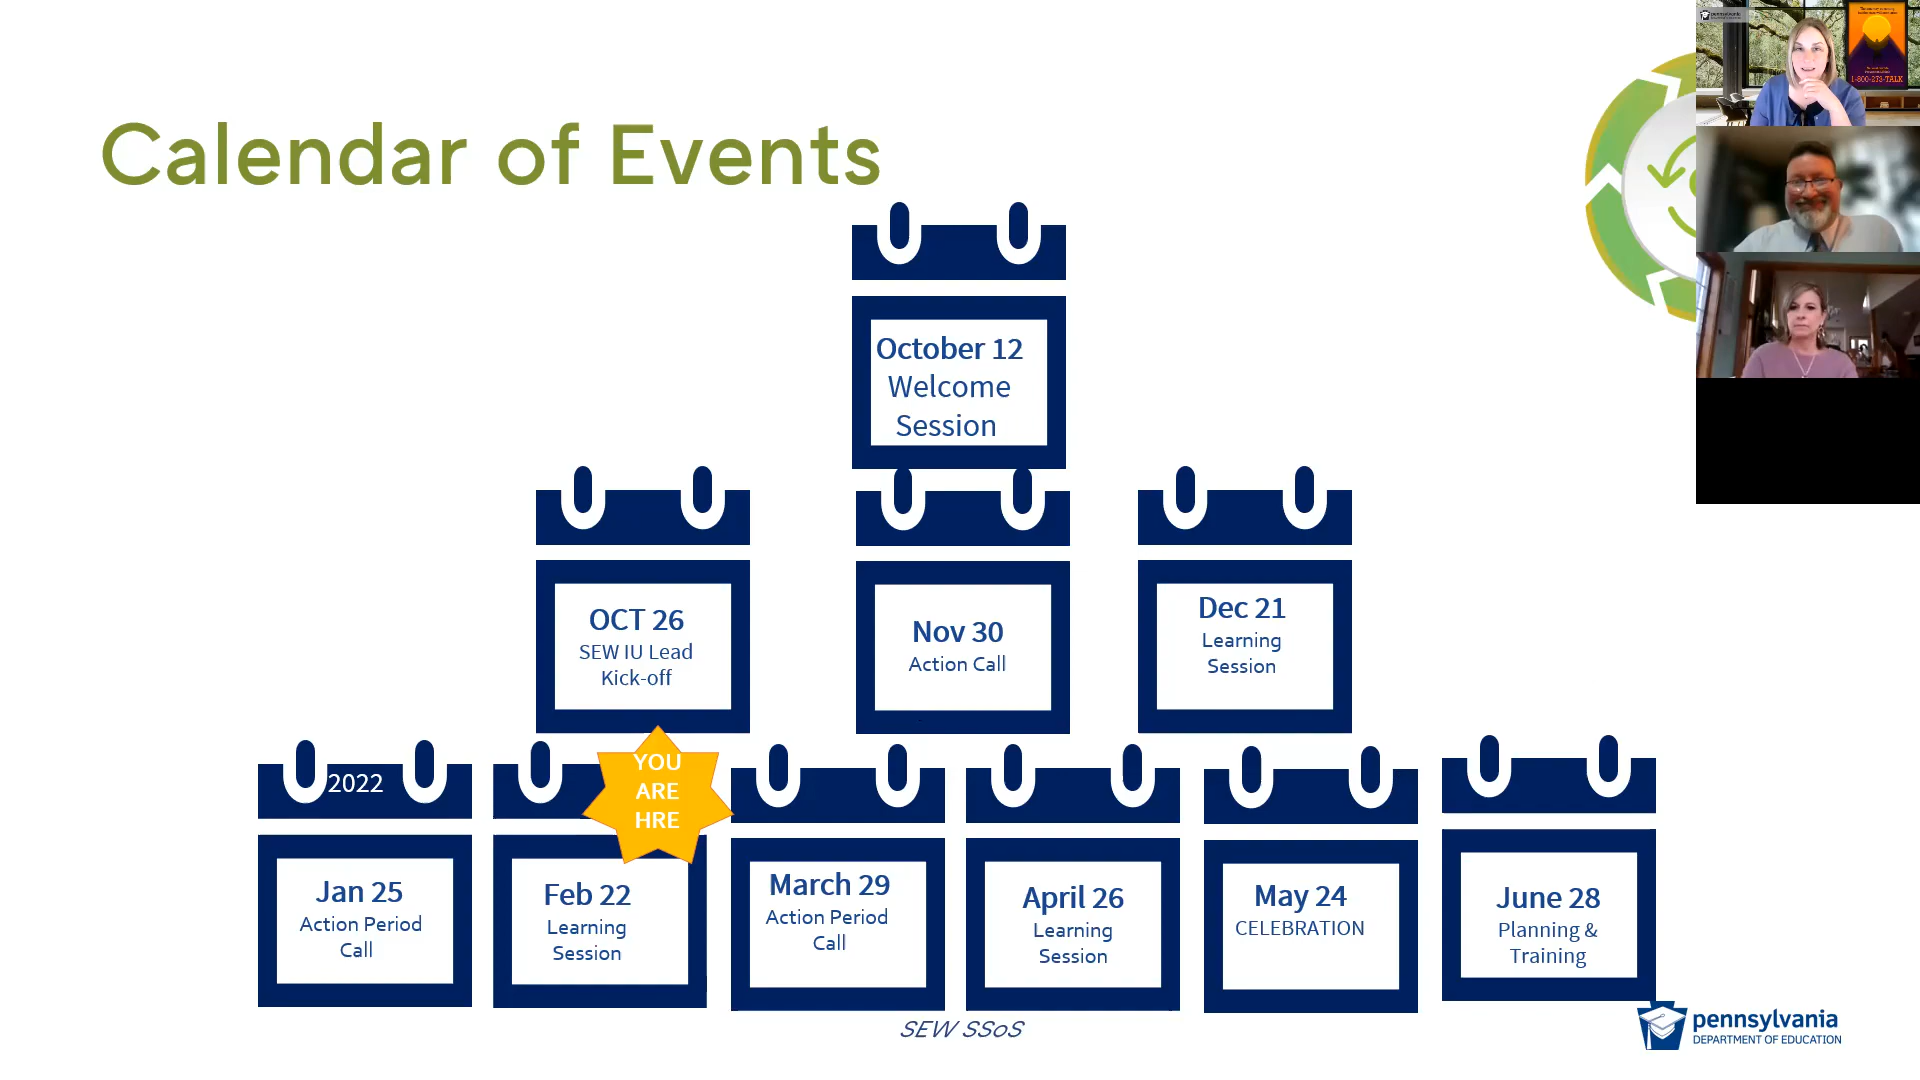 Calendar of Events
October 12
Welcome
Session
OCT 26
SEW IU Lead
Kick-off
Nov 30
Action Call
Dec 21
Learning
Session
2022
Jan 25
Action Period
Call
YOU
ARE
HRE
Feb 22
Learning
Session
March 29
Action Period
Call
April 26
Learning
Session
May 24
CELEBRATION
June 28
Planning &
Training
SEW SSoS
pennsylvania
DEPARTMENT OF EDUCATION
pennsylvania
1-800-273-TALK